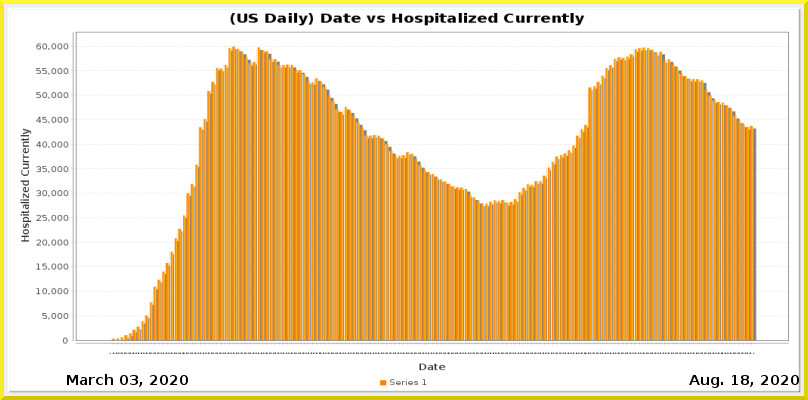 (US Daily) Date vs Hospitalized Currently
60,000
55,000
50,000
45,000
40,000
35,000
30,000
25,000
20,000
15,000
10,000
5,000
0
Hospitalized Currently
Date
March 03, 2020
Aug. 18, 2020
Series 1